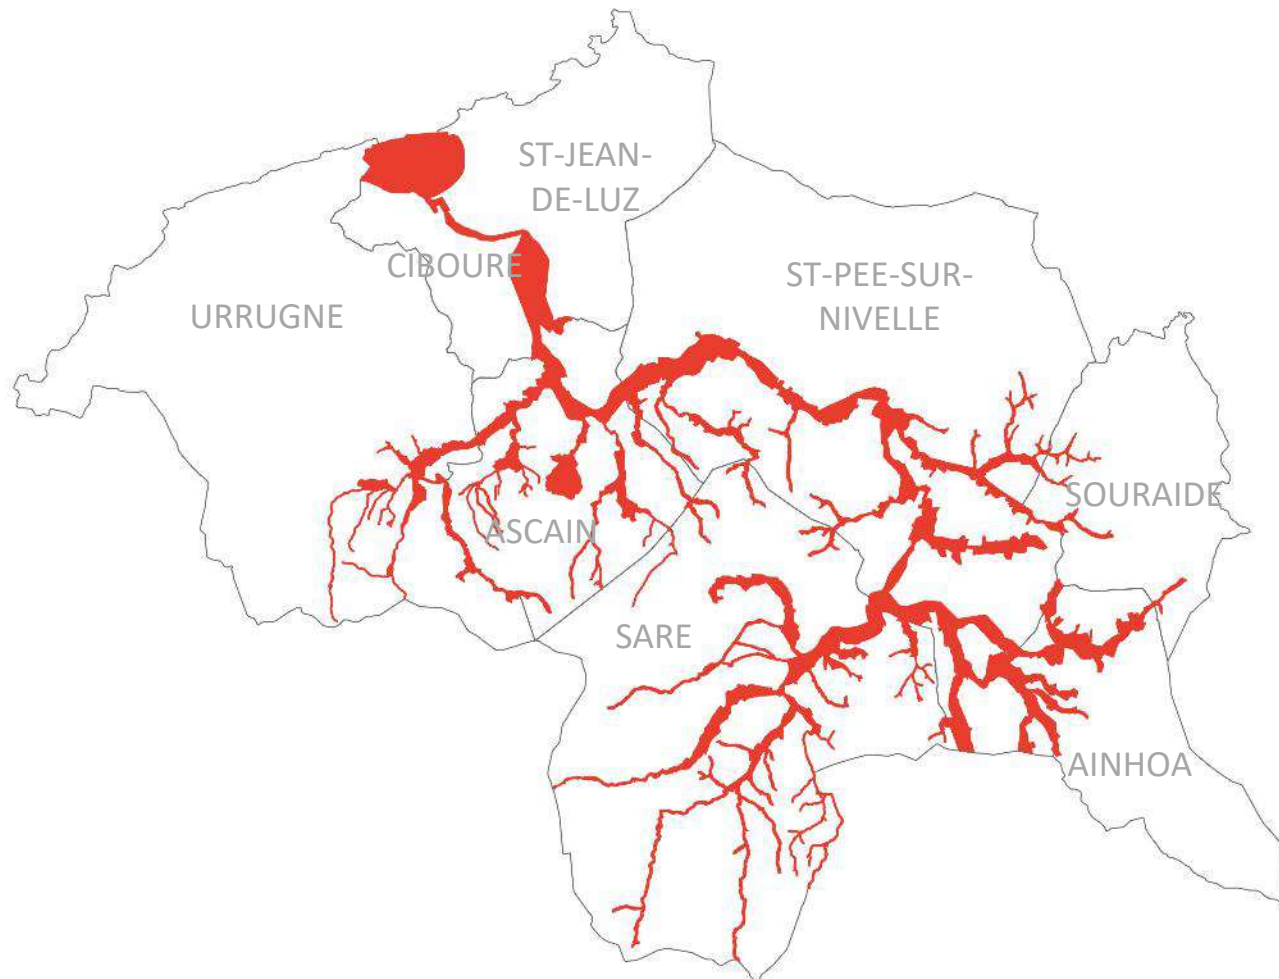 ST-JEAN-
DE-LUZ
CIBOURE
URRUGNE
ST-PEE-SUR-
NIVELLE
SOURAIDE
ASCAIN
SARE
AINHOA